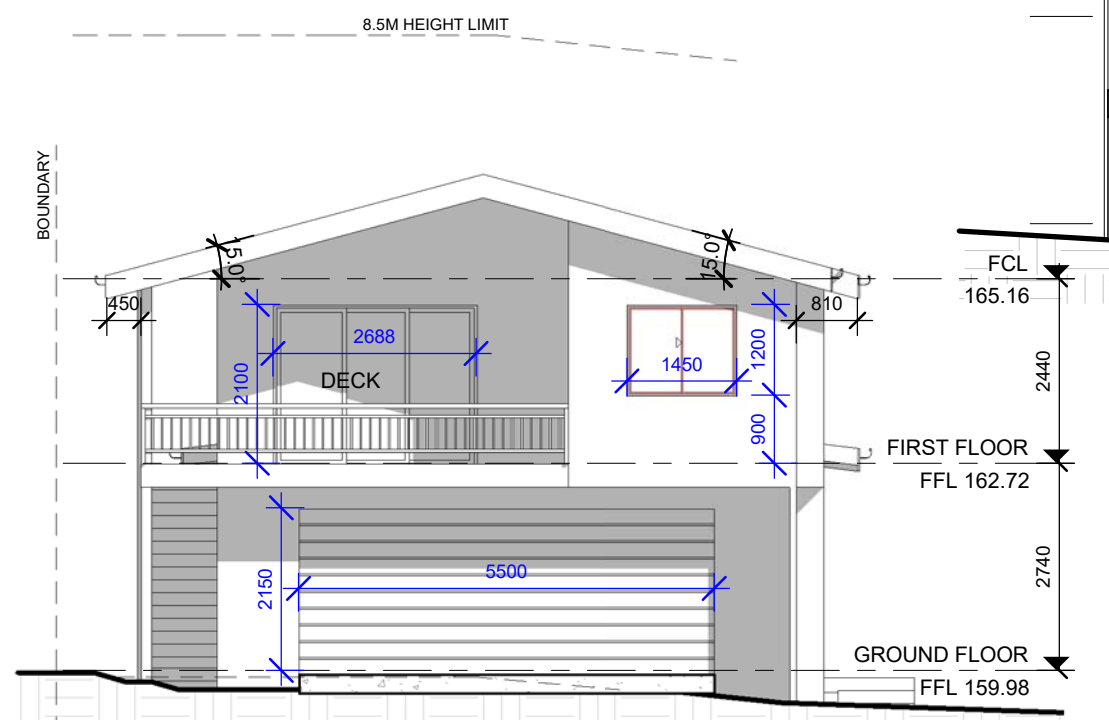 8.5M HEIGHT LIMIT
BOUNDARY
15.0°
15.0°
FCL
165.16
450
810
2688
1450
1200
2100
DECK
900
2440
FIRST FLOOR
FFL 162.72
2150
5500
2740
GROUND FLOOR
FFL 159.98